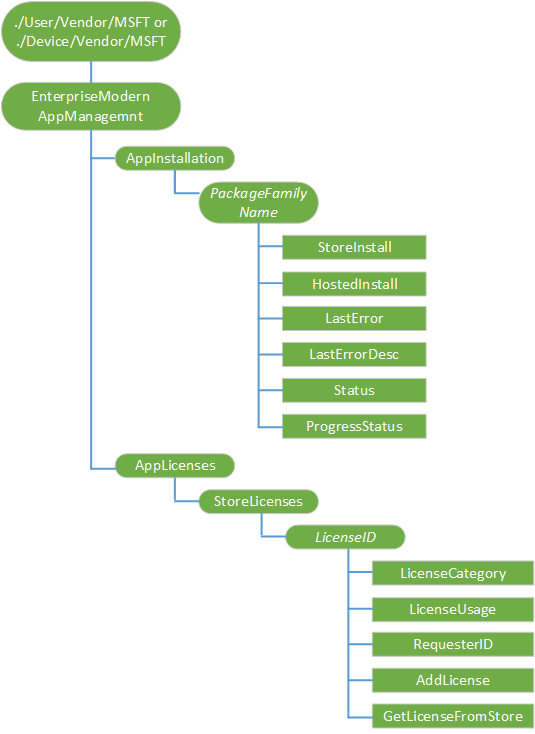 ./User/Vendor/MSFT or
./Device/Vendor/MSFT
EnterpriseModern
AppManagemnt
AppInstallation
PackageFamily
Name
StoreInstall
HostedInstall
LastError
LastErrorDesc
Status
ProgressStatus
AppLicenses
StoreLicenses
LicenseID
LicenseCategory
LicenseUsage
RequesterID
AddLicense
GetLicenseFromStore